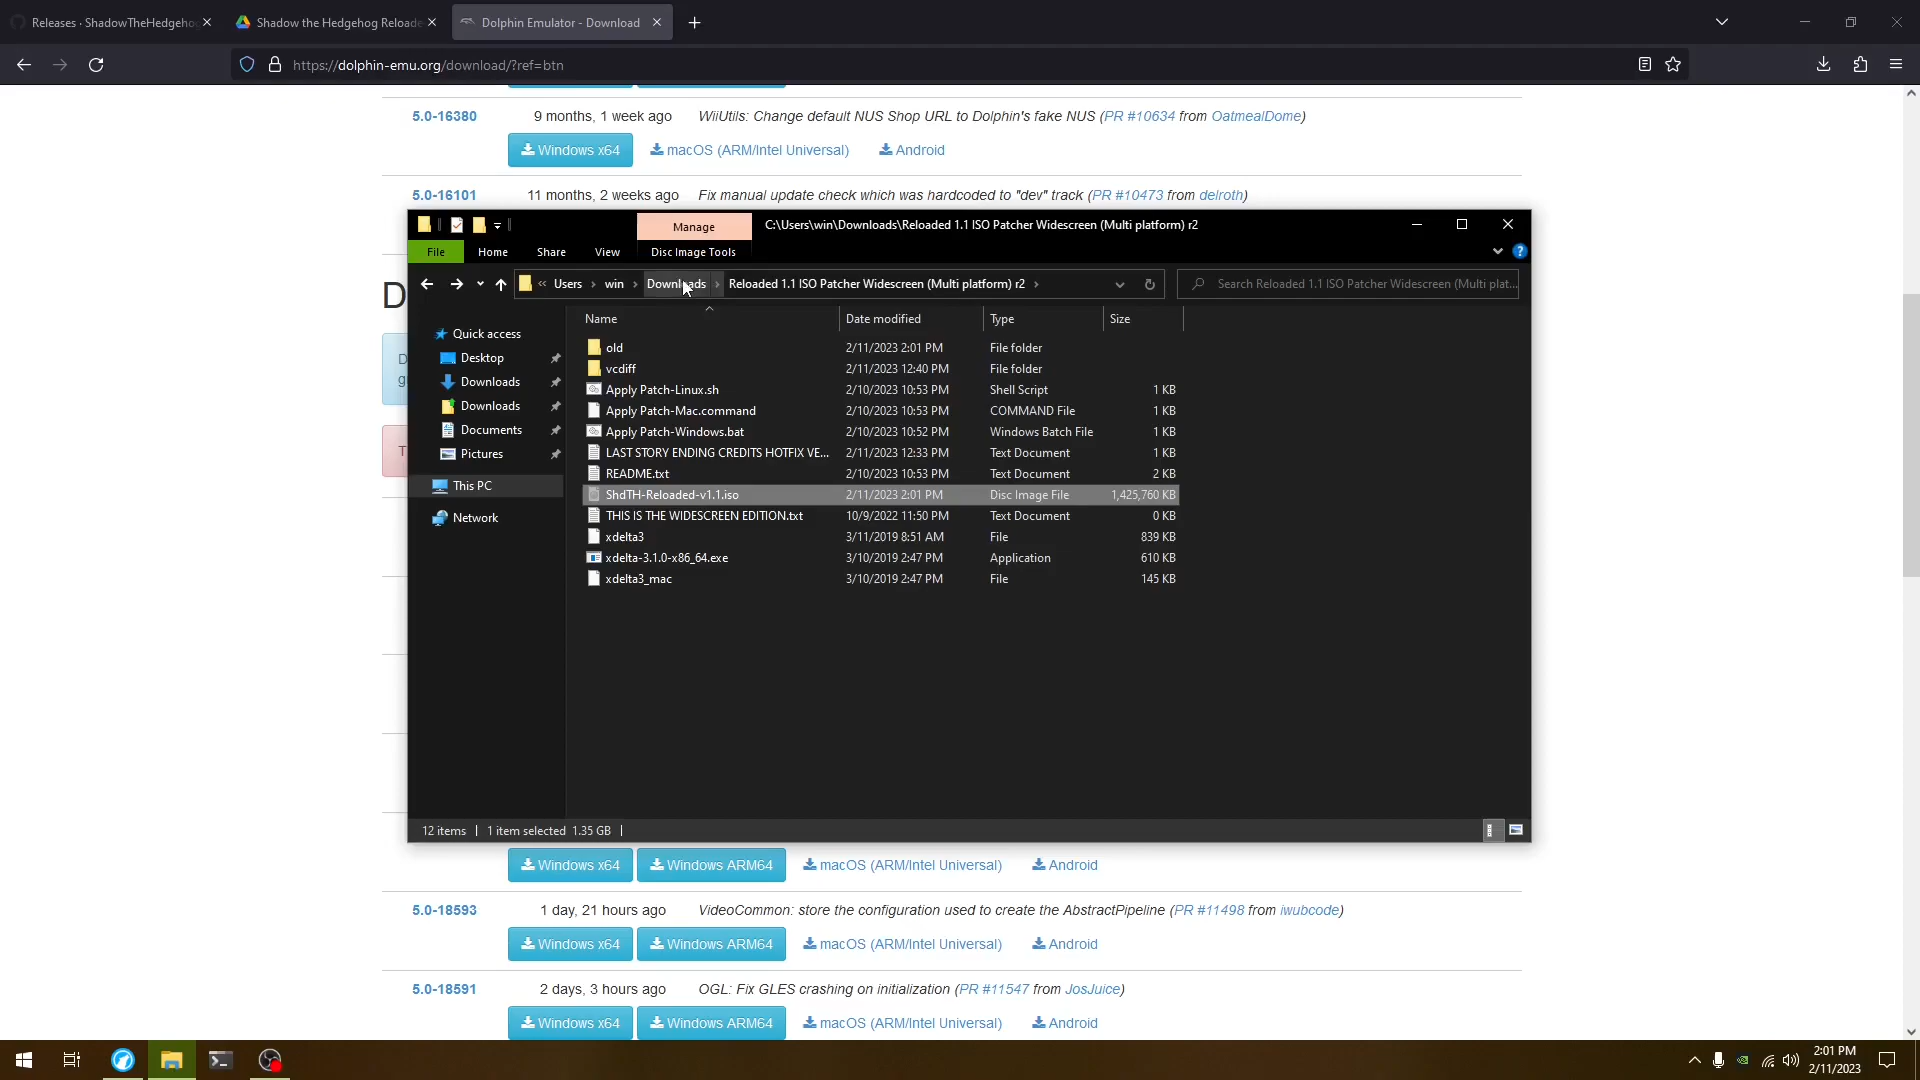 Releases · ShadowTheHedgeho
Shadow the Hedgehog Reloade
Dolphin Emulator - Download
https://dolphin-emu.org/download/?ref=btn
5.0-16380 9 months, 1 week ago WiiUtils: Change default NUS Shop URL to Dolphin's fake NUS (PR #10634 from OatmealDome)
Windows x64 macOS (ARM/Intel Universal) Android
5.0-16101 11 months, 2 weeks ago Fix manual update check which was hardcoded to "dev" track (PR #10473 from delroth)
Manage C:\Users\win\Downloads\Reloaded 1.1 ISO Patcher Widescreen (Multi platform) r2
File Home Share View Disc Image Tools
« Users › win › Downloads › Reloaded 1.1 ISO Patcher Widescreen (Multi platform) r2 ›
Search Reloaded 1.1 ISO Patcher Widescreen (Multi plat...
D
D
g
T
Quick access
Desktop
Downloads
Downloads
Documents
Pictures
This PC
Network
Name Date modified Type Size
old 2/11/2023 2:01 PM File folder
vcdiff 2/11/2023 12:40 PM File folder
Apply Patch-Linux.sh 2/10/2023 10:53 PM Shell Script 1 KB
Apply Patch-Mac.command 2/10/2023 10:53 PM COMMAND File 1 KB
Apply Patch-Windows.bat 2/10/2023 10:52 PM Windows Batch File 1 KB
LAST STORY ENDING CREDITS HOTFIX VE... 2/11/2023 12:33 PM Text Document 1 KB
README.txt 2/10/2023 10:53 PM Text Document 2 KB
ShdTH-Reloaded-v1.1.iso 2/11/2023 2:01 PM Disc Image File 1,425,760 KB
THIS IS THE WIDESCREEN EDITION.txt 10/9/2022 11:50 PM Text Document 0 KB
xdelta3 3/11/2019 8:51 AM File 839 KB
xdelta-3.1.0-x86_64.exe 3/10/2019 2:47 PM Application 610 KB
xdelta3_mac 3/10/2019 2:47 PM File 145 KB
12 items 1 item selected 1.35 GB
Windows x64 Windows ARM64 macOS (ARM/Intel Universal) Android
5.0-18593 1 day, 21 hours ago VideoCommon: store the configuration used to create the AbstractPipeline (PR #11498 from iwubcode)
Windows x64 Windows ARM64 macOS (ARM/Intel Universal) Android
5.0-18591 2 days, 3 hours ago OGL: Fix GLES crashing on initialization (PR #11547 from JosJuice)
Windows x64 Windows ARM64 macOS (ARM/Intel Universal) Android
2:01 PM
2/11/2023